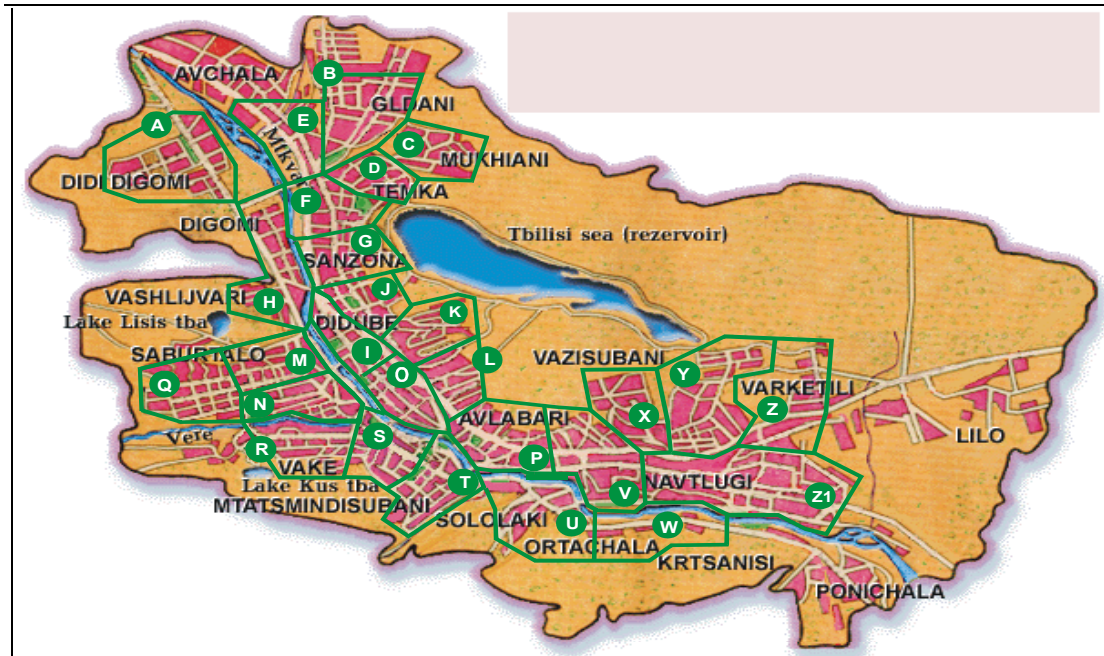 AVCHALA
B
GLDANI
A
E
C
MUKHIANI
Mtkva
D
TEMKA
DIDI DIGOMI
F
DIGOMI
Tbilisi sea (rezervoir)
G
SANZONA
VASHLIJVARI
H
J
Lake Lisis tba
DIDUBE
K
SABURTALO
M
I
L
VAZISUBANI
Y
Q
O
VARKETILI
N
AVLABARI
X
Z
Vere
R
S
LILO
VAKE
P
Lake Kus tba
T
V
NAVTLUGI
Z1
MTATSMINDISUBANI
SOLOLAKI
U
W
ORTACHALA
KRTSANISI
PONICHALA